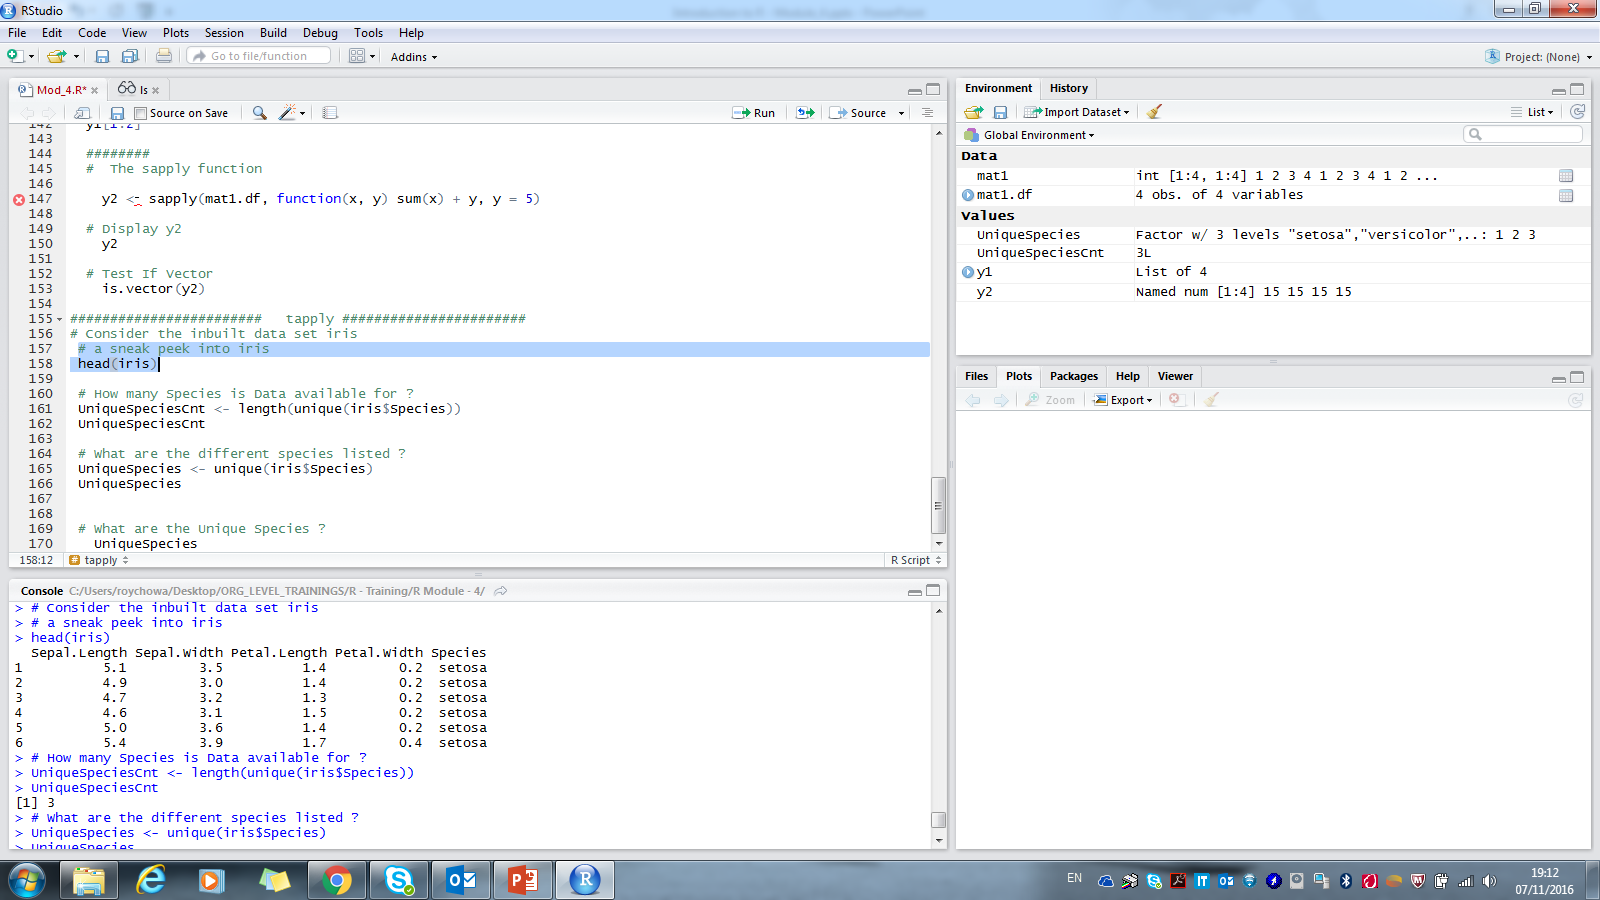 RStudio
File Edit Code View Plots Session Build Debug Tools Help
Go to file/function Addins Project: (None)
Mod_4.R* ls
Source on Save Run Source
142 y1[1:2]
143
144 ########
145 # The sapply function
146
147 y2 <- sapply(mat1.df, function(x, y) sum(x) + y, y = 5)
148
149 # Display y2
150 y2
151
152 # Test If Vector
153 is.vector(y2)
154
155 ######################## tapply #######################
156 # Consider the inbuilt data set iris
157 # a sneak peek into iris
158 head(iris)
159
160 # How many Species is Data available for ?
161 UniqueSpeciesCnt <- length(unique(iris$Species))
162 UniqueSpeciesCnt
163
164 # What are the different species listed ?
165 UniqueSpecies <- unique(iris$Species)
166 UniqueSpecies
167
168
169 # What are the Unique Species ?
170 UniqueSpecies
158:12 # tapply R Script
Console C:/Users/roychowa/Desktop/ORG_LEVEL_TRAININGS/R - Training/R Module - 4/
> # Consider the inbuilt data set iris
> # a sneak peek into iris
> head(iris)
Sepal.Length Sepal.Width Petal.Length Petal.Width Species
1 5.1 3.5 1.4 0.2 setosa
2 4.9 3.0 1.4 0.2 setosa
3 4.7 3.2 1.3 0.2 setosa
4 4.6 3.1 1.5 0.2 setosa
5 5.0 3.6 1.4 0.2 setosa
6 5.4 3.9 1.7 0.4 setosa
> # How many Species is Data available for ?
> UniqueSpeciesCnt <- length(unique(iris$Species))
> UniqueSpeciesCnt
[1] 3
> # What are the different species listed ?
> UniqueSpecies <- unique(iris$Species)
> UniqueSpecies
Environment History
Import Dataset List
Global Environment
Data
mat1 int [1:4, 1:4] 1 2 3 4 1 2 3 4 1 2 ...
mat1.df 4 obs. of 4 variables
Values
UniqueSpecies Factor w/ 3 levels "setosa","versicolor",..: 1 2 3
UniqueSpeciesCnt 3L
y1 List of 4
y2 Named num [1:4] 15 15 15 15
Files Plots Packages Help Viewer
Zoom Export
EN
19:12
07/11/2016